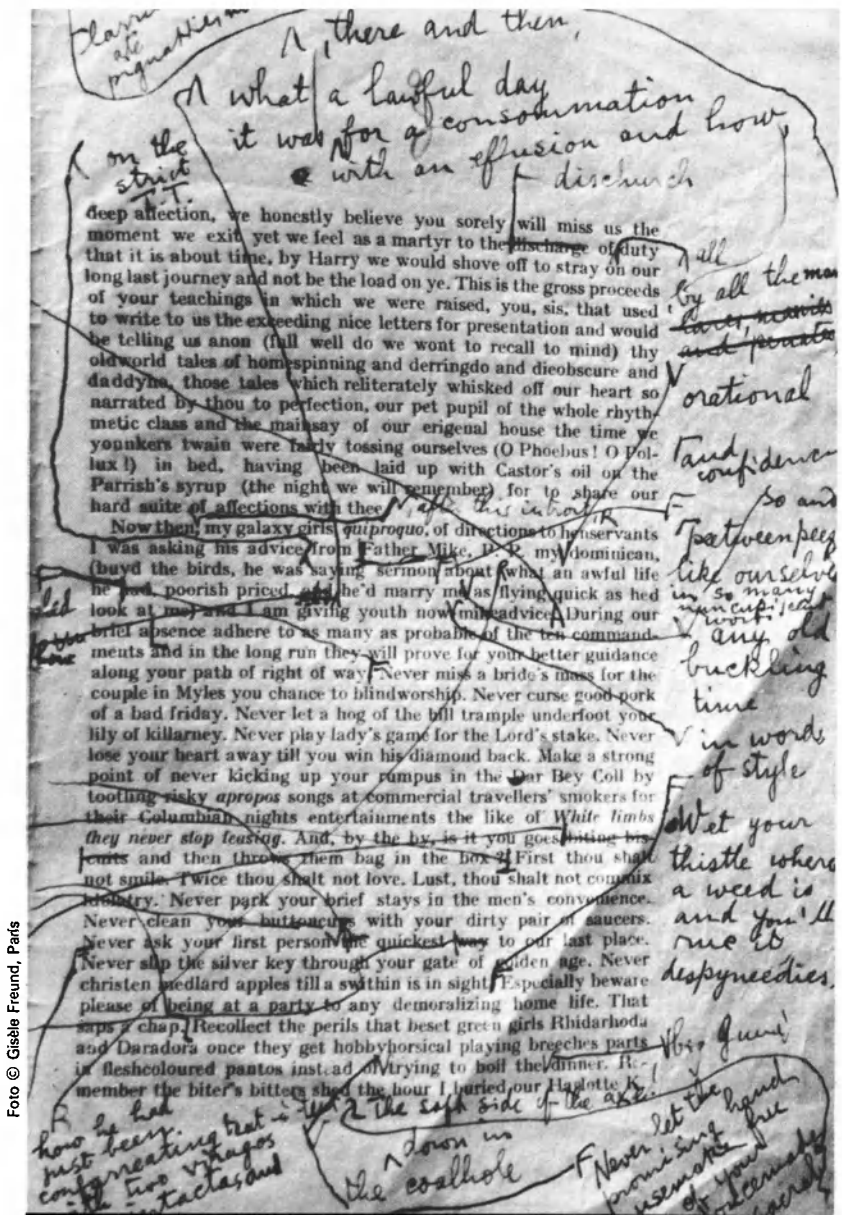 Classic
ate
∧, there and then,
∧ what a lawful day
it was for a consommation
with an effusion and how
on the
strict
T.T.
dischurch
deep affection, we honestly believe you sorely will miss us the
moment we exit yet we feel as a martyr to the discharge of duty
that it is about time, by Harry we would shove off to stray on our
long last journey and not be the load on ye. This is the gross proceeds
of your teachings in which we were raised, you, sis, that used
to write to us the exceeding nice letters for presentation and would
be telling us anon (full well do we wont to recall to mind) thy
oldworld tales of homespinning and derringdo and dieobscure and
daddyho, those tales which reliterately whisked off our heart so
narrated by thou to perfection, our pet pupil of the whole rhyth-
metic class and the mainsay of our erigenal house the time we
younkers twain were fairly tossing ourselves (O Phoebus! O Pol-
lux!) in bed, having been laid up with Castor's oil on the
Parrish's syrup (the night we will remember) for to share our
hard suite of affections with thee
, after this introit,
Now then, my galaxy girls, quiproquo, of directions to henservants
I was asking his advice from Father Mike, P. P. my dominican,
(buyd the birds, he was saying sermon about what an awful life
he had, poorish priced, he'd marry me as flying quick as hed
look at me) and I am giving youth now advice. During our
brief absence adhere to as many as probable of the ten command-
ments and in the long run they will prove for your better guidance
along your path of right of way. Never miss a bride's mass for the
couple in Myles you chance to blindworship. Never curse good pork
of a bad friday. Never let a hog of the bill trample underfoot your
lily of killarney. Never play lady's game for the Lord's stake. Never
lose your heart away till you win his diamond back. Make a strong
point of never kicking up your rumpus in the Dar Bey Coll by
tootling risky apropos songs at commercial travellers' smokers for
their Columbian nights entertainments the like of White limbs
they never stop teasing. And, by the by, is it you goes biting bis-
cuits and then throws them bag in the box? First thou shalt
not smile. Twice thou shalt not love. Lust, thou shalt not commix
idolatry. Never park your brief stays in the men's convenience.
Never clean your buttoncups with your dirty pair of saucers.
Never ask your first person the quickest way to our last place.
Never slip the silver key through your gate of golden age. Never
christen medlard apples till a swithin is in sight. Especially beware
please of being at a party to any demoralizing home life. That
saps a chap. Recollect the perils that beset green girls Rhidarhoda
and Daradora once they get hobbyhorsical playing breeches parts
in fleshcoloured pantos instead of trying to boil the dinner. Re-
member the biter's bitters shed the hour I buried our Harlotte K.
all
by all the
orational
and
confidence
so and
between
like ourselves
in so many
words
any old
buckling
time
in words
of style
Wet your
thistle where
a weed is
and you'll
rue it
despyneedies.
The soft side of the axe!
down in
the coalhole
how he had
just been
confarreating
with two viragos
intactas and
Never let the
promising hand
usemake free
of your
Foto © Gisèle Freund, París